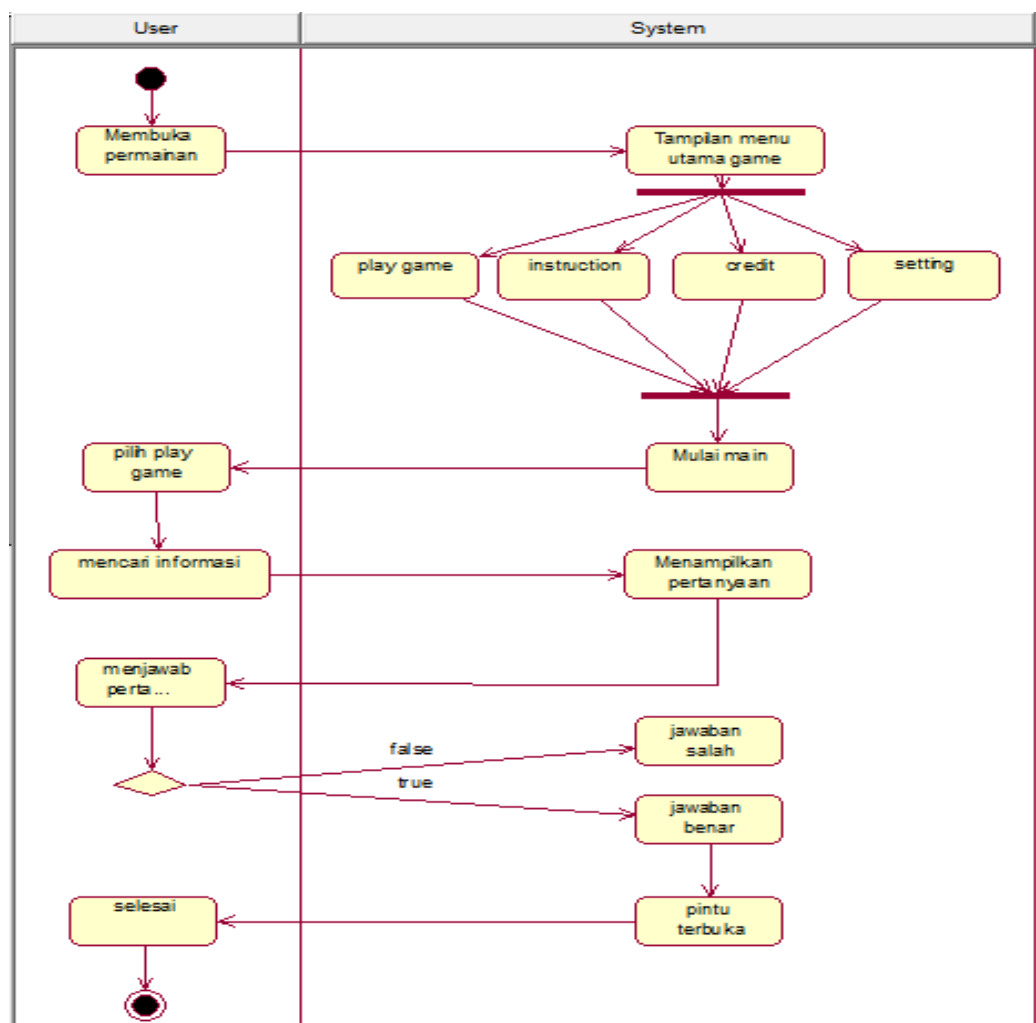 User
System
Membuka
permainan
Tampilan menu
utama game
play game
instruction
credit
setting
pilih play
game
Mulai main
mencari informasi
Menampilkan
pertanyaan
menjawab
perta...
false
jawaban
salah
true
jawaban
benar
selesai
pintu
terbuka